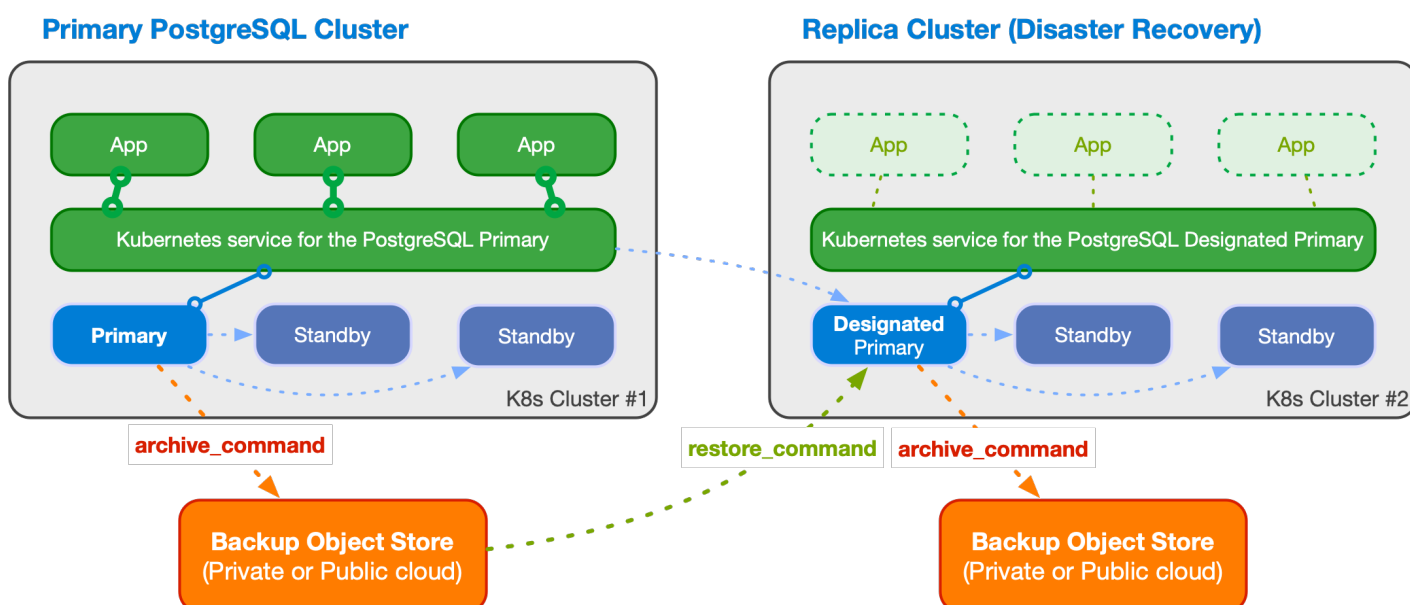 Primary PostgreSQL Cluster
Replica Cluster (Disaster Recovery)
App
App
App
Kubernetes service for the PostgreSQL Primary
Primary
Standby
Standby
K8s Cluster #1
App
App
App
Kubernetes service for the PostgreSQL Designated Primary
Designated
Primary
Standby
Standby
K8s Cluster #2
archive_command
restore_command
archive_command
Backup Object Store
(Private or Public cloud)
Backup Object Store
(Private or Public cloud)